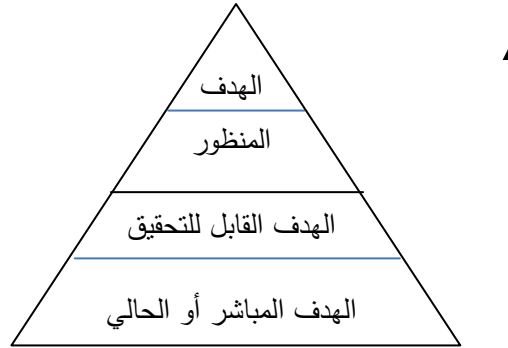 الهدف
المنظور
الهدف القابل للتحقيق
الهدف المباشر أو الحالي